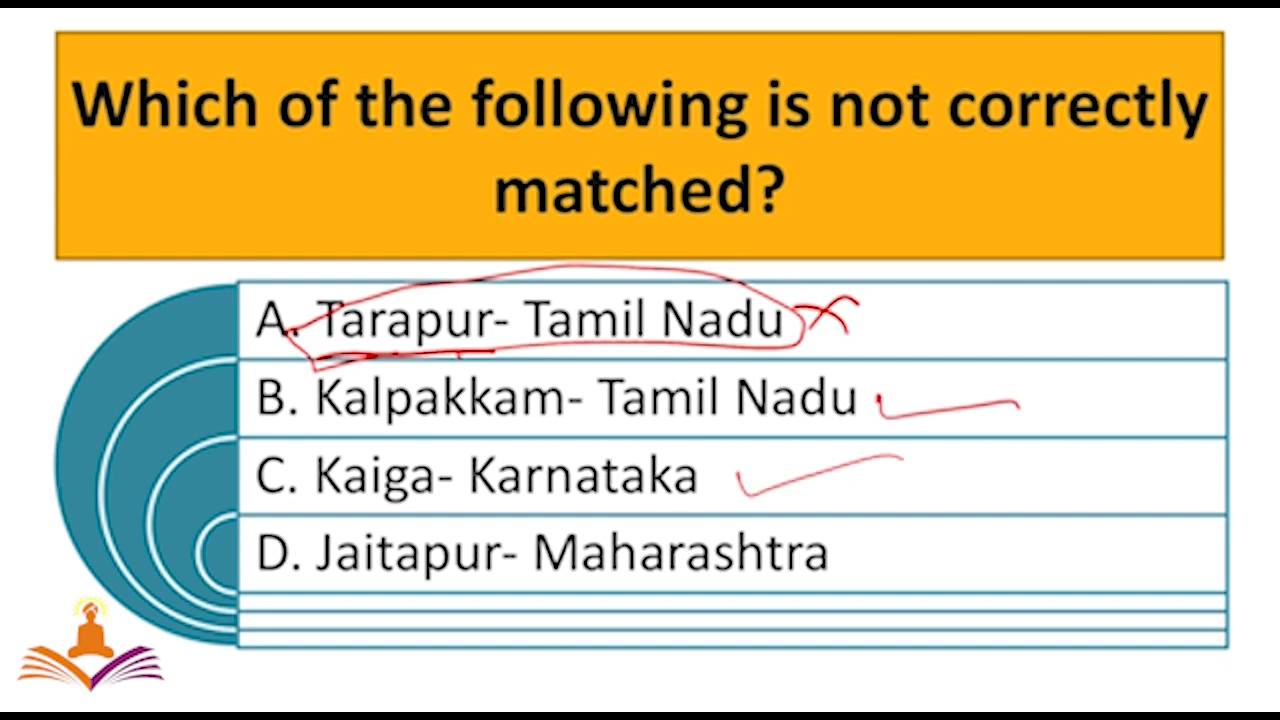 Which of the following is not correctly
matched?
A. Tarapur- Tamil Nadu
B. Kalpakkam- Tamil Nadu
C. Kaiga- Karnataka
D. Jaitapur- Maharashtra